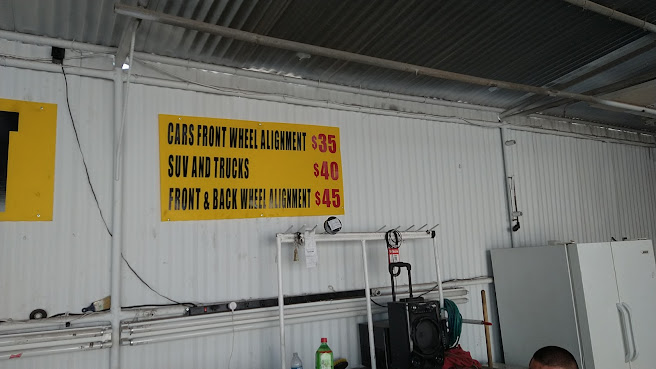 CARS FRONT WHEEL ALIGNMENT $35
SUV AND TRUCKS $40
FRONT & BACK WHEEL ALIGNMENT $45